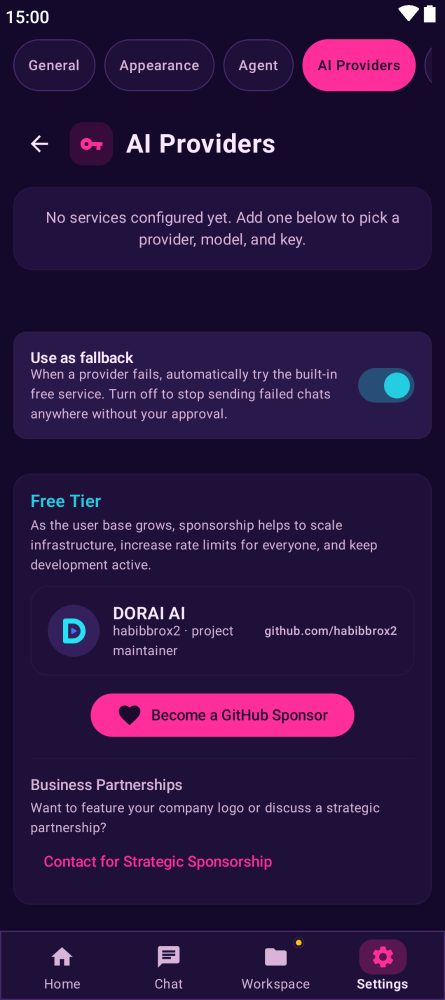 15:00
General
Appearance
Agent
AI Providers
AI Providers
No services configured yet. Add one below to pick a
provider, model, and key.
Use as fallback
When a provider fails, automatically try the built-in
free service. Turn off to stop sending failed chats
anywhere without your approval.
Free Tier
As the user base grows, sponsorship helps to scale
infrastructure, increase rate limits for everyone, and keep
development active.
DORAI AI
habibbrox2 · project
maintainer
github.com/habibbrox2
Become a GitHub Sponsor
Business Partnerships
Want to feature your company logo or discuss a strategic
partnership?
Contact for Strategic Sponsorship
Home
Chat
Workspace
Settings